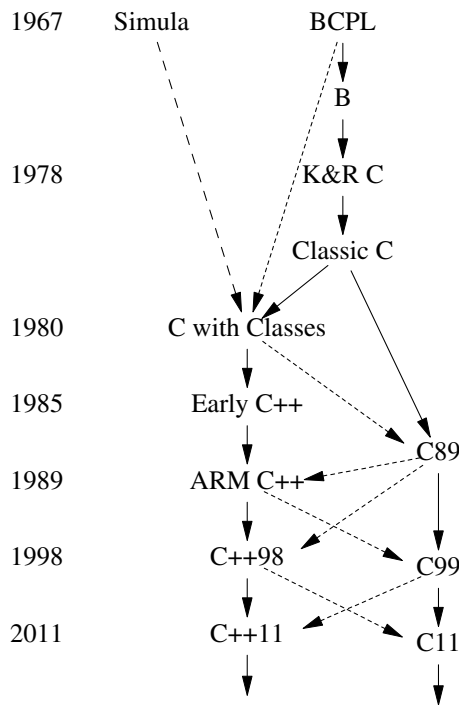 1967 Simula BCPL
B
1978 K&R C
Classic C
1980 C with Classes
1985 Early C++
C89
1989 ARM C++
1998 C++98 C99
2011 C++11 C11